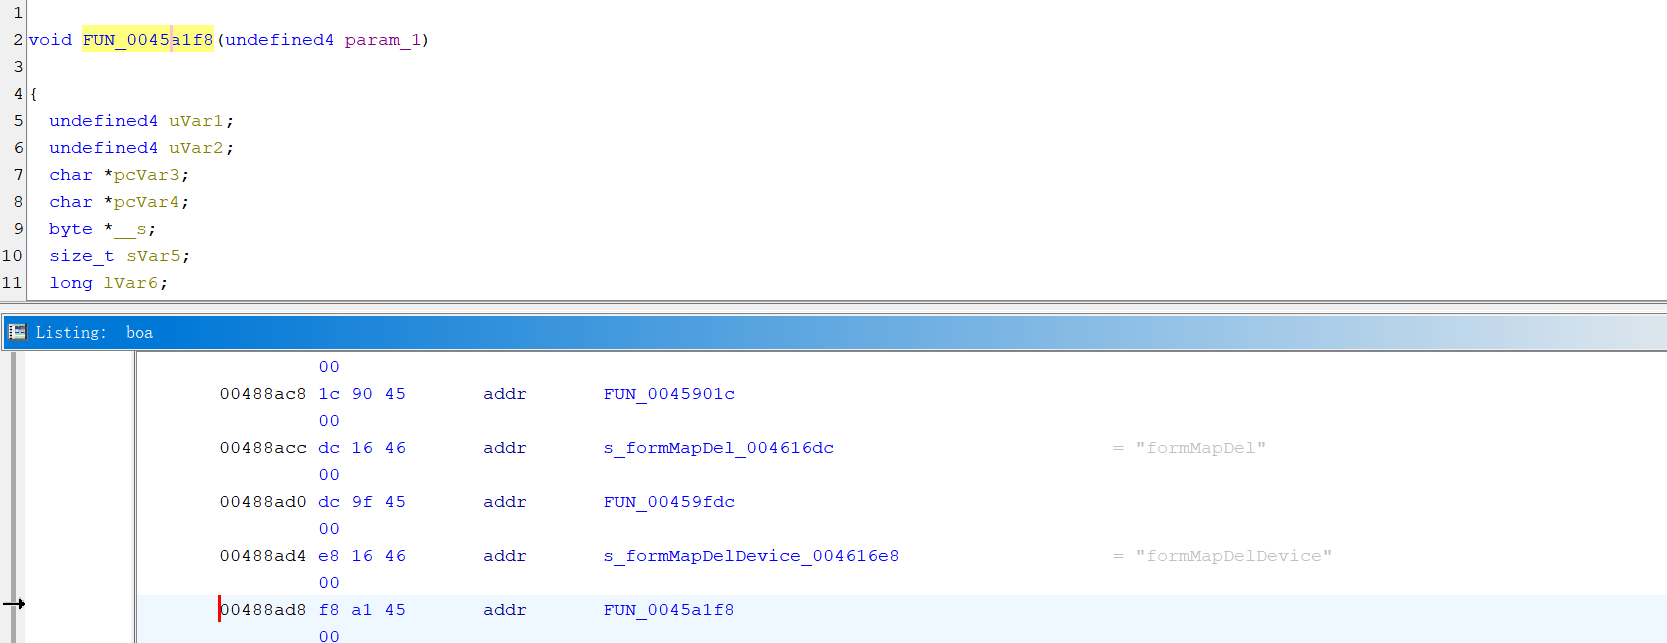 1
2 void FUN_0045a1f8(undefined4 param_1)
3
4 {
5 undefined4 uVar1;
6 undefined4 uVar2;
7 char *pcVar3;
8 char *pcVar4;
9 byte *__s;
10 size_t sVar5;
11 long lVar6;
Listing: boa
00
00488ac8 1c 90 45 addr FUN_0045901c
00
00488acc dc 16 46 addr s_formMapDel_004616dc = "formMapDel"
00
00488ad0 dc 9f 45 addr FUN_00459fdc
00
00488ad4 e8 16 46 addr s_formMapDelDevice_004616e8 = "formMapDelDevice"
00
00488ad8 f8 a1 45 addr FUN_0045a1f8
00